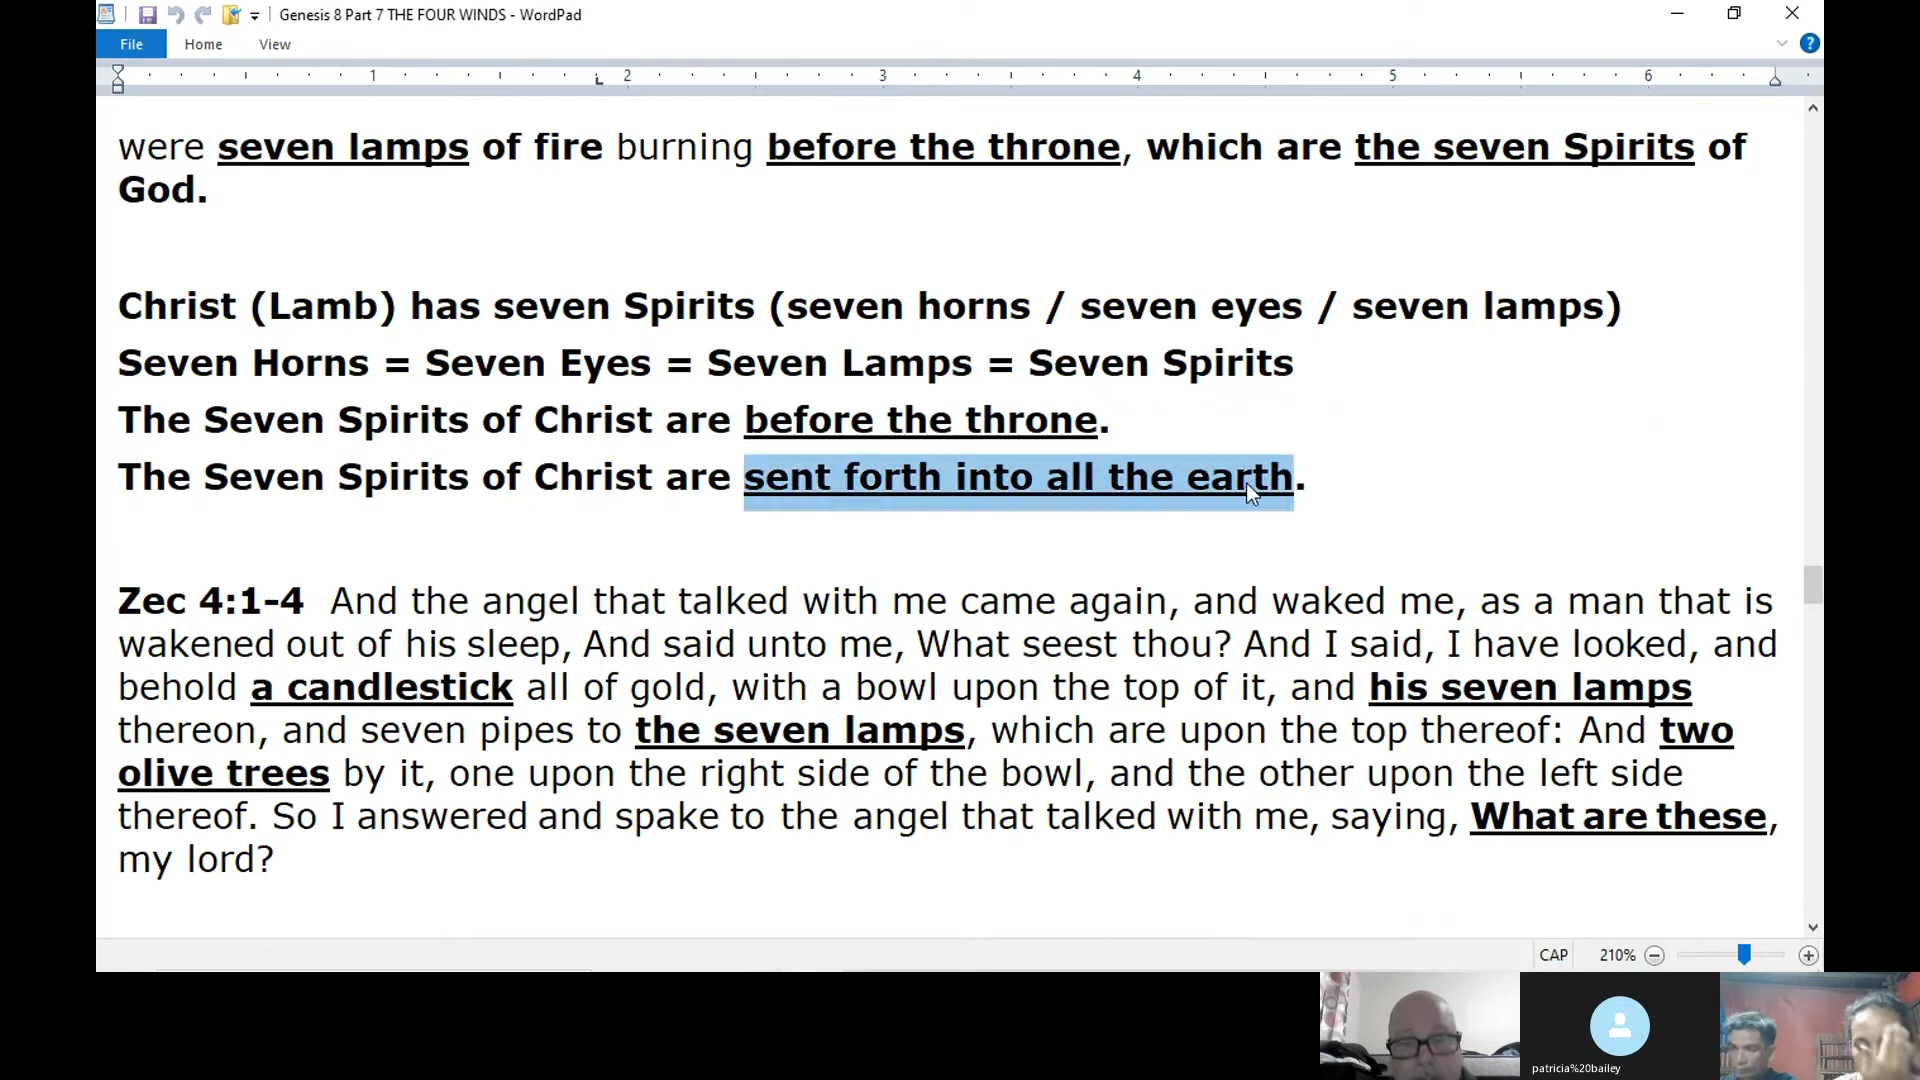 Genesis 8 Part 7 THE FOUR WINDS - WordPad
File Home View
1 2 3 4 5 6
were seven lamps of fire burning before the throne, which are the seven Spirits of
God.
Christ (Lamb) has seven Spirits (seven horns / seven eyes / seven lamps)
Seven Horns = Seven Eyes = Seven Lamps = Seven Spirits
The Seven Spirits of Christ are before the throne.
The Seven Spirits of Christ are sent forth into all the earth.
Zec 4:1-4 And the angel that talked with me came again, and waked me, as a man that is
wakened out of his sleep, And said unto me, What seest thou? And I said, I have looked, and
behold a candlestick all of gold, with a bowl upon the top of it, and his seven lamps
thereon, and seven pipes to the seven lamps, which are upon the top thereof: And two
olive trees by it, one upon the right side of the bowl, and the other upon the left side
thereof. So I answered and spake to the angel that talked with me, saying, What are these,
my lord?
CAP 210%
patricia%20bailey